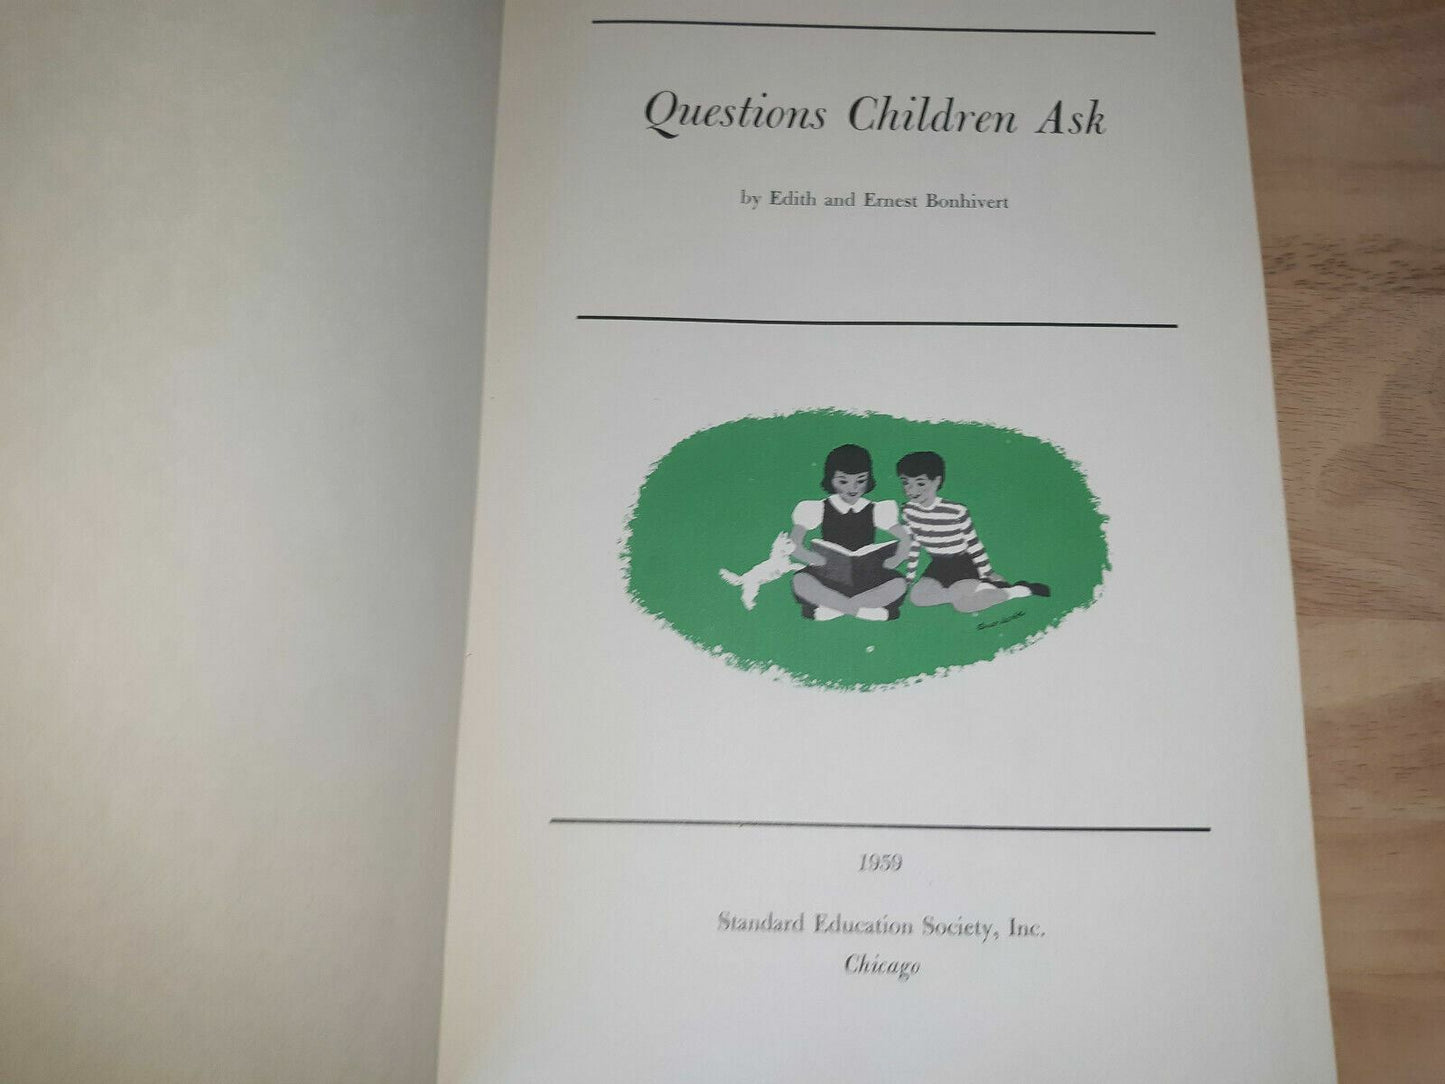 Questions Children Ask
by Edith and Ernest Bonhivert
1959
Standard Education Society, Inc.
Chicago